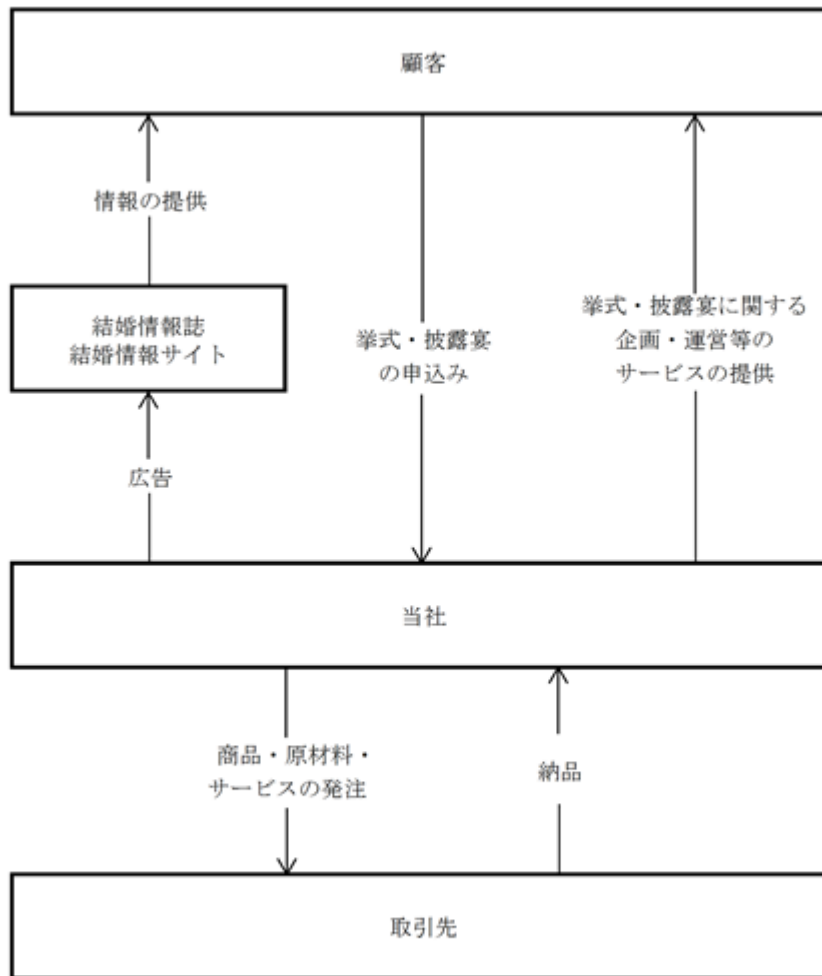 顧客
情報の提供
結婚情報誌
結婚情報サイト
挙式・披露宴
の申込み
挙式・披露宴に関する
企画・運営等の
サービスの提供
広告
当社
商品・原材料・
サービスの発注
納品
取引先